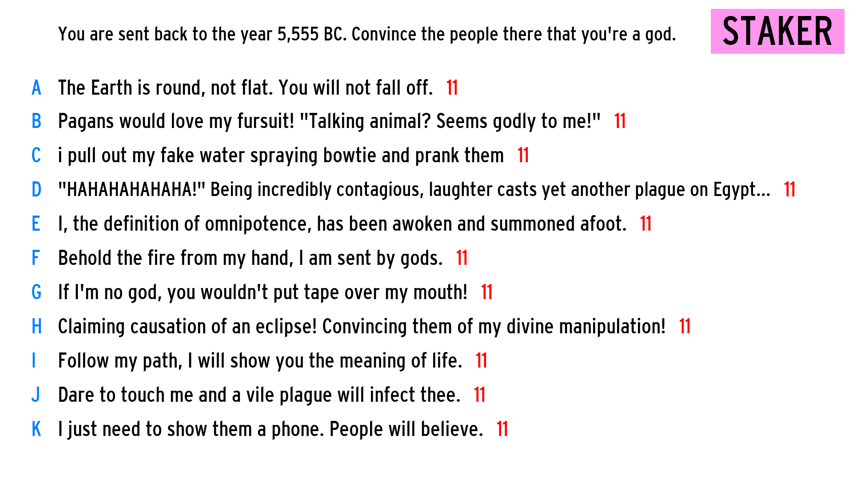 You are sent back to the year 5,555 BC. Convince the people there that you're a god.
STAKER
A The Earth is round, not flat. You will not fall off. 11
B Pagans would love my fursuit! "Talking animal? Seems godly to me!" 11
C i pull out my fake water spraying bowtie and prank them 11
D "HAHAHAHAHAHA!" Being incredibly contagious, laughter casts yet another plague on Egypt... 11
E I, the definition of omnipotence, has been awoken and summoned afoot. 11
F Behold the fire from my hand, I am sent by gods. 11
G If I'm no god, you wouldn't put tape over my mouth! 11
H Claiming causation of an eclipse! Convincing them of my divine manipulation! 11
I Follow my path, I will show you the meaning of life. 11
J Dare to touch me and a vile plague will infect thee. 11
K I just need to show them a phone. People will believe. 11